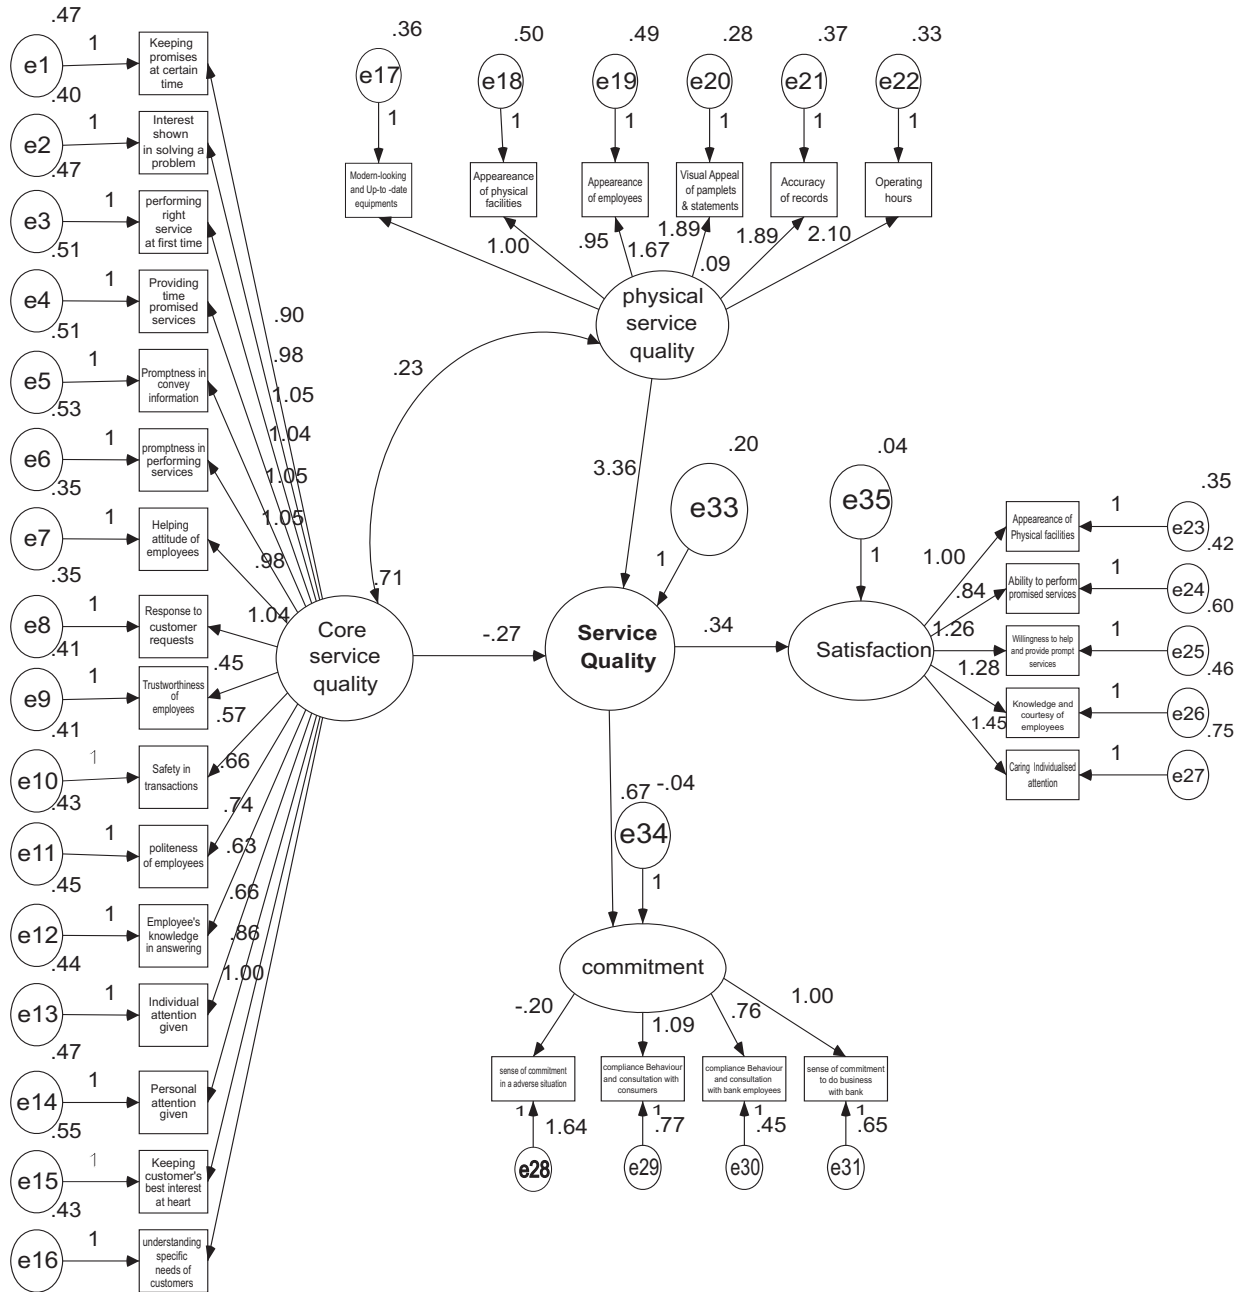 .47
e1
1
Keeping
promises
at certain
time
.40
e2
1
Interest
shown
in solving a
problem
.47
e3
1
performing
right
service
at first time
.51
e4
1
Providing
time
promised
services
.51
e5
1
Promptness in
convey
information
.53
e6
1
promptness in
performing
services
.35
e7
1
Helping
attitude of
employees
.35
e8
1
Response to
customer
requests
.41
e9
1
Trustworthiness
of
employees
.41
e10
1
Safety in
transactions
.43
e11
1
politeness
of employees
.45
e12
1
Employee's
knowledge
in answering
.44
e13
1
Individual
attention
given
.47
e14
1
Personal
attention
given
.55
e15
1
Keeping
customer's
best interest
at heart
.43
e16
1
understanding
specific
needs of
customers
.90
.98
1.05
1.04
1.05
1.05
.98
1.04
.45
.57
.66
.74
.63
.66
.86
1.00
.71
Core
service
quality
.23
-.27
.36
e17
1
Modern-looking
and Up-to -date
equipments
.50
e18
1
Appeareance
of physical
facilities
.49
e19
1
Appeareance
of employees
.28
e20
1
Visual Appeal
of pamplets
& statements
.37
e21
1
Accuracy
of records
.33
e22
1
Operating
hours
1.00
.95
1.67
1.89
.09
1.89
2.10
physical
service
quality
3.36
.20
e33
1
Service
Quality
.34
.04
e35
1
Satisfaction
1.00
.84
1.26
1.28
1.45
Appeareance of
Physical facilities
1
.35
e23
Ability to perform
promised services
1
.42
e24
Willingness to help
and provide prompt
services
1
.60
e25
Knowledge and
courtesy of
employees
1
.46
e26
Caring Individualised
attention
1
.75
e27
.67
-.04
e34
1
commitment
-.20
1.09
.76
1.00
sense of commitment
in a adverse situation
compliance Behaviour
and consultation with
consumers
compliance Behaviour
and consultation
with bank employees
sense of commitment
to do business
with bank
1
1.64
1
.77
1
.45
1
.65
e28
e29
e30
e31